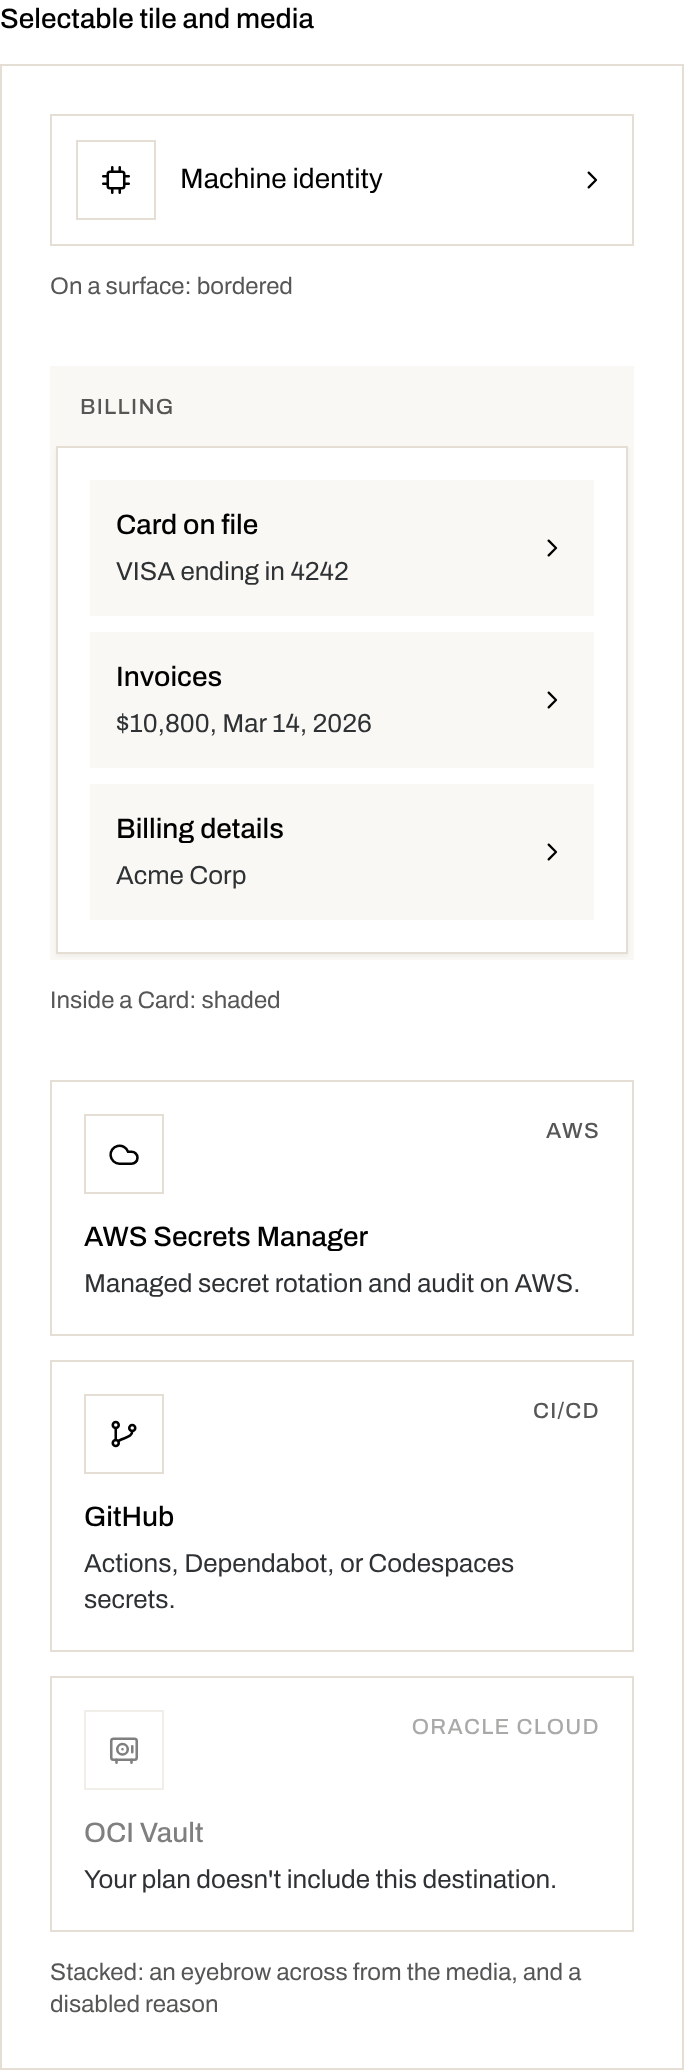 Selectable tile and media
Machine identity
On a surface: bordered
BILLING
Card on file
VISA ending in 4242
Invoices
$10,800, Mar 14, 2026
Billing details
Acme Corp
Inside a Card: shaded
AWS
AWS Secrets Manager
Managed secret rotation and audit on AWS.
CI/CD
GitHub
Actions, Dependabot, or Codespaces
secrets.
ORACLE CLOUD
OCI Vault
Your plan doesn't include this destination.
Stacked: an eyebrow across from the media, and a
disabled reason